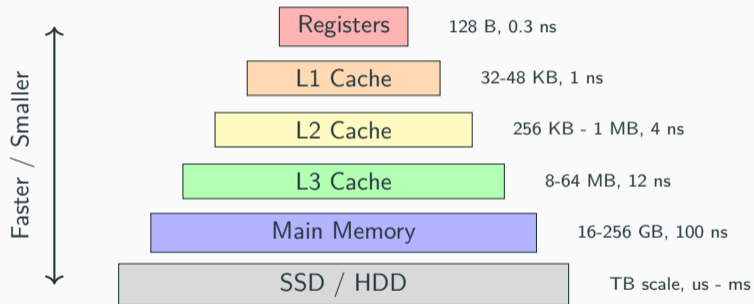 Registers 128 B, 0.3 ns
L1 Cache 32-48 KB, 1 ns
L2 Cache 256 KB - 1 MB, 4 ns
L3 Cache 8-64 MB, 12 ns
Main Memory 16-256 GB, 100 ns
SSD / HDD TB scale, us - ms
Faster / Smaller